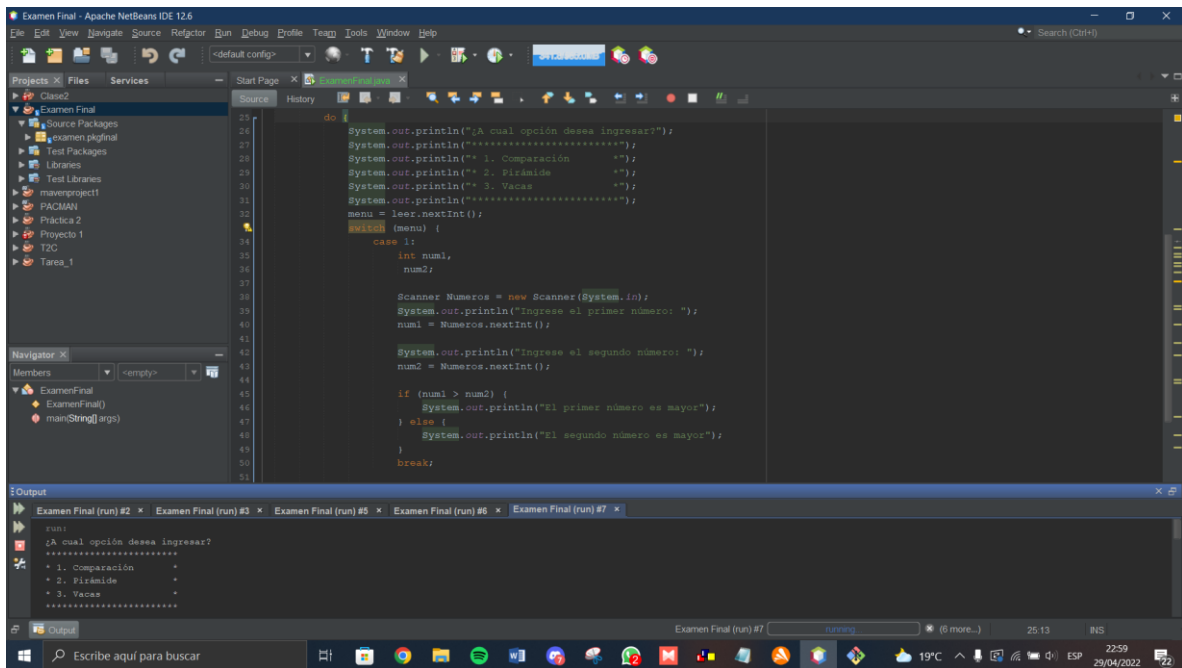 Examen Final - Apache NetBeans IDE 12.6
File Edit View Navigate Source Refactor Run Debug Profile Team Tools Window Help
Search (Ctrl+I)
<default config>
Projects Files Services
Start Page ExamenFinal.java
Clase2
Source History
Examen Final
Source Packages
examen.pkgfinal
Test Packages
Libraries
Test Libraries
mavenproject1
PACMAN
Práctica 2
Proyecto 1
T2C
Tarea_1
25 do {
26 System.out.println("¿A cual opción desea ingresar?");
27 System.out.println("************************");
28 System.out.println("* 1. Comparación *");
29 System.out.println("* 2. Pirámide *");
30 System.out.println("* 3. Vacas *");
31 System.out.println("************************");
32 menu = leer.nextInt();
switch (menu) {
34 case 1:
35 int num1,
36 num2;
37
38 Scanner Numeros = new Scanner(System.in);
39 System.out.println("Ingrese el primer número: ");
40 num1 = Numeros.nextInt();
41
42 System.out.println("Ingrese el segundo número: ");
43 num2 = Numeros.nextInt();
44
45 if (num1 > num2) {
46 System.out.println("El primer número es mayor");
47 } else {
48 System.out.println("El segundo número es mayor");
49 }
50 break;
51
Navigator
Members <empty>
ExamenFinal
ExamenFinal()
main(String[] args)
Output
Examen Final (run) #2 Examen Final (run) #3 Examen Final (run) #5 Examen Final (run) #6 Examen Final (run) #7
run:
¿A cual opción desea ingresar?
************************
* 1. Comparación *
* 2. Pirámide *
* 3. Vacas *
************************
Output
Examen Final (run) #7 running (6 more...) 25:13 INS
Escribe aquí para buscar
19°C ESP
22:59
29/04/2022
22